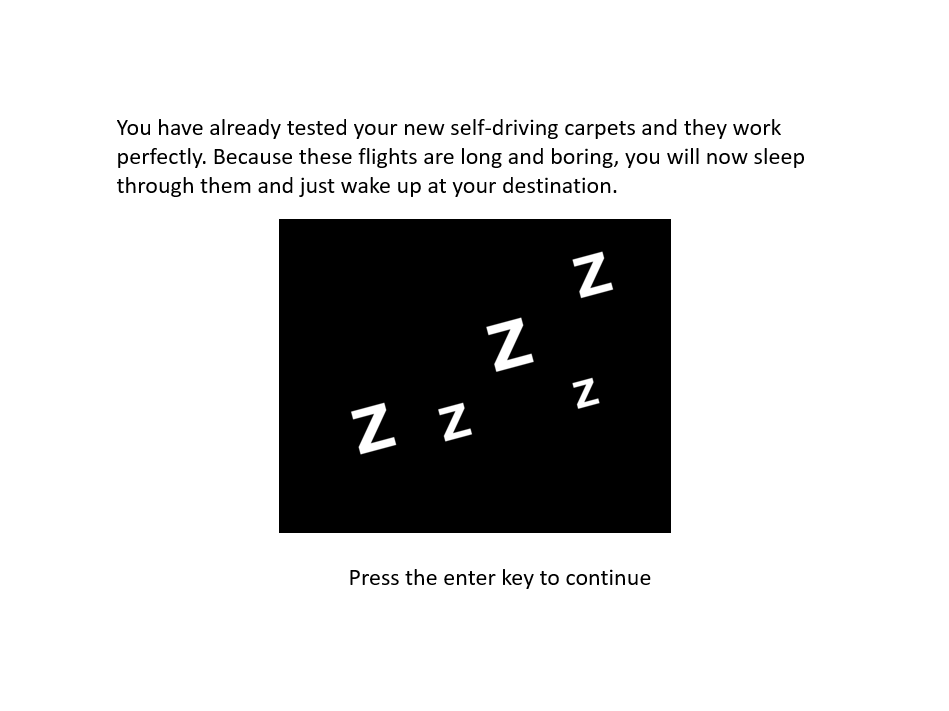 You have already tested your new self-driving carpets and they work
perfectly. Because these flights are long and boring, you will now sleep
through them and just wake up at your destination.
Z
Z
Z
Z
Z
Press the enter key to continue